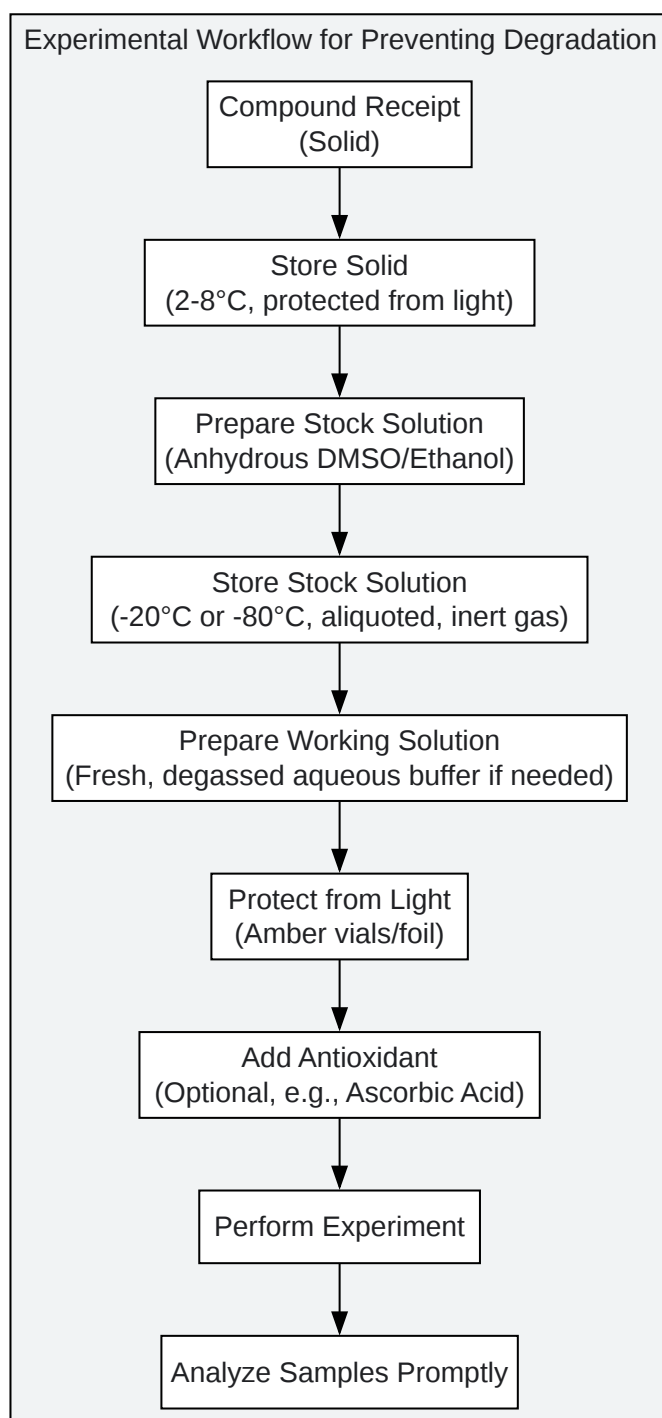 Experimental Workflow for Preventing Degradation
Compound Receipt
(Solid)
Store Solid
(2-8°C, protected from light)
Prepare Stock Solution
(Anhydrous DMSO/Ethanol)
Store Stock Solution
(-20°C or -80°C, aliquoted, inert gas)
Prepare Working Solution
(Fresh, degassed aqueous buffer if needed)
Protect from Light
(Amber vials/foil)
Add Antioxidant
(Optional, e.g., Ascorbic Acid)
Perform Experiment
Analyze Samples Promptly